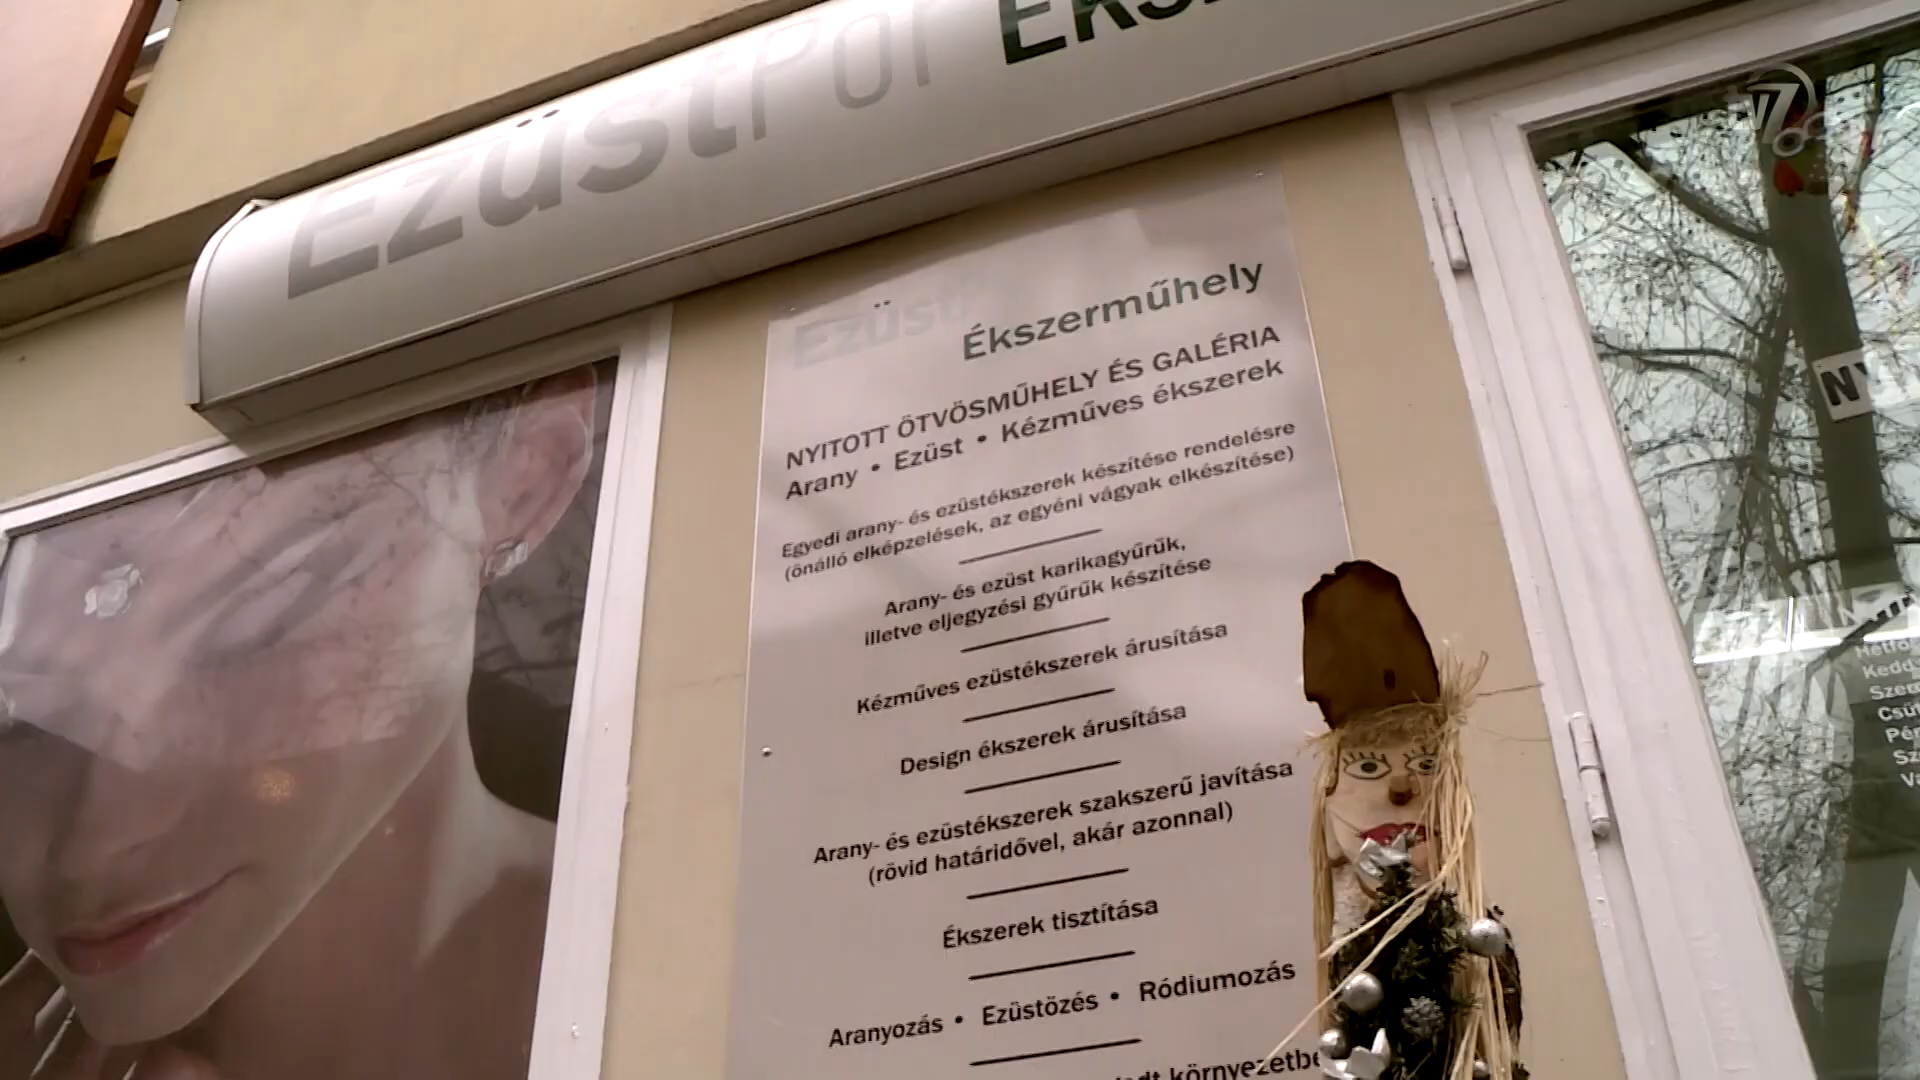 EzüstPor
tv7
Ezüst
Ékszerműhely
NYITOTT ÖTVÖSMŰHELY ÉS GALÉRIA
Arany • Ezüst • Kézműves ékszerek
Egyedi arany- és ezüstékszerek készítése rendelésre
(önálló elképzelések, az egyéni vágyak elkészítése)
Arany- és ezüst karikagyűrűk,
illetve eljegyzési gyűrűk készítése
Kézműves ezüstékszerek árusítása
Design ékszerek árusítása
Arany- és ezüstékszerek szakszerű javítása
(rövid határidővel, akár azonnal)
Ékszerek tisztítása
Aranyozás • Ezüstözés • Ródiumozás